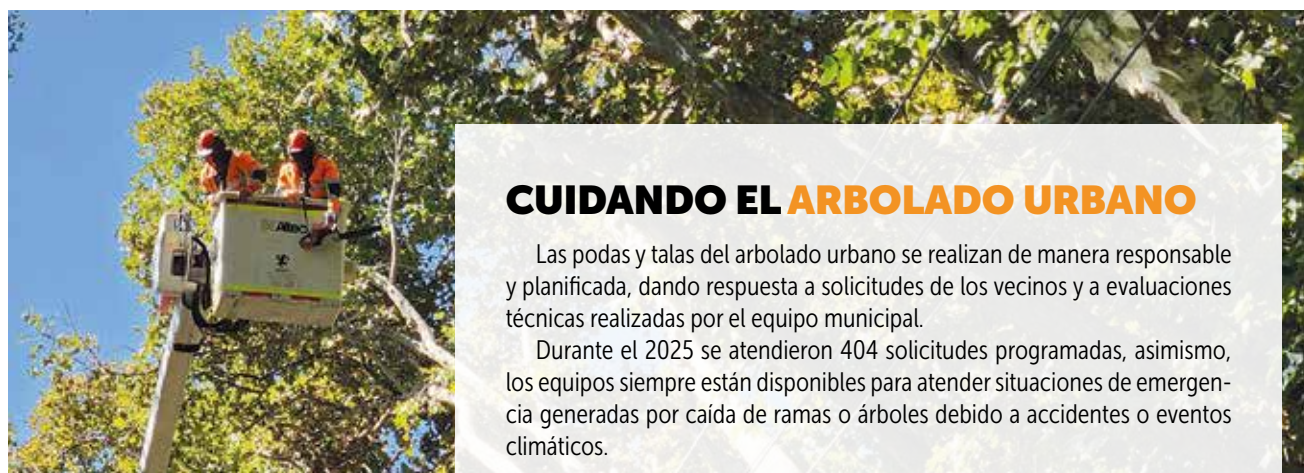 CUIDANDO EL ARBOLADO URBANO
Las podas y talas del arbolado urbano se realizan de manera responsable
y planificada, dando respuesta a solicitudes de los vecinos y a evaluaciones
técnicas realizadas por el equipo municipal.
Durante el 2025 se atendieron 404 solicitudes programadas, asimismo,
los equipos siempre están disponibles para atender situaciones de emergen-
cia generadas por caída de ramas o árboles debido a accidentes o eventos
climáticos.